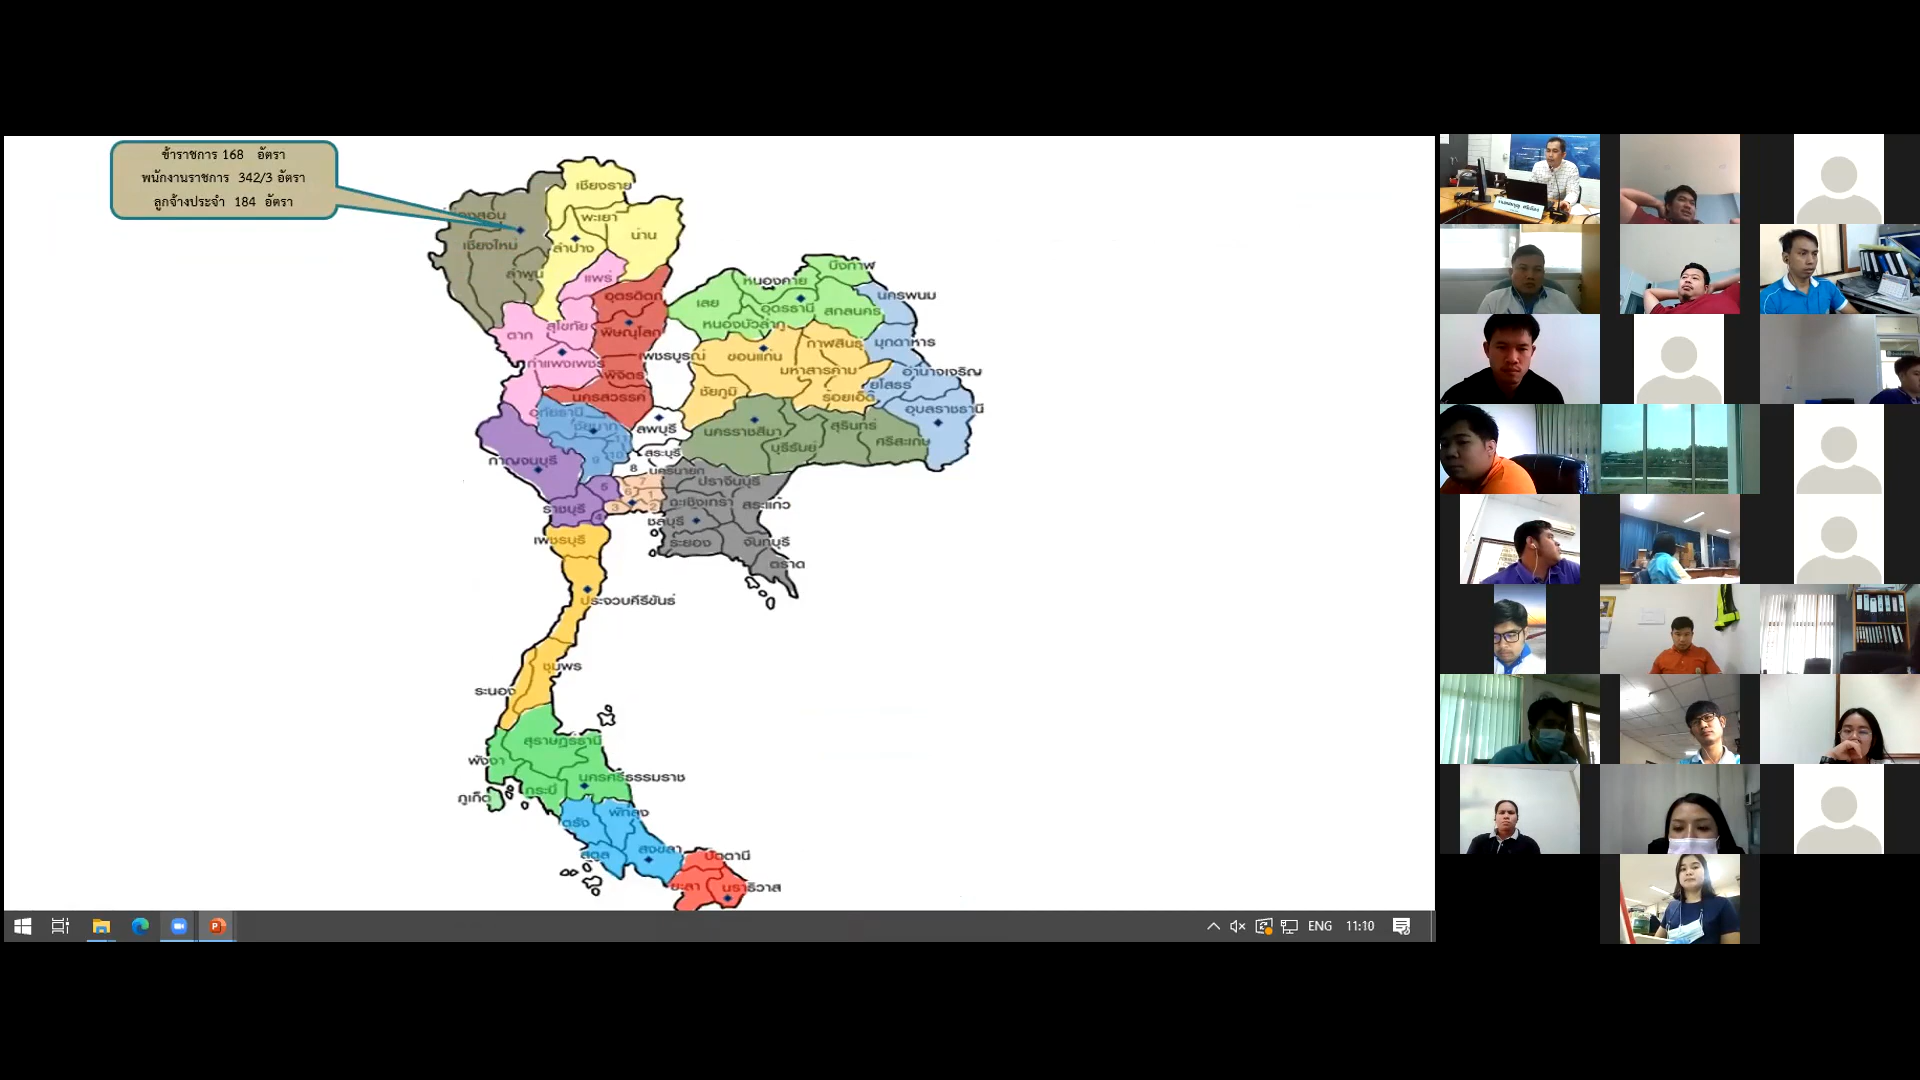 ข้าราชการ 168 อัตรา
พนักงานราชการ 342/3 อัตรา
ลูกจ้างประจำ 184 อัตรา
เชียงราย
พะเยา
น่าน
เชียงใหม่
ลำปาง
ลำพูน
แพร่
อุตรดิตถ์
ตาก
สุโขทัย
พิษณุโลก
กำแพงเพชร
เพชรบูรณ์
พิจิตร
นครสวรรค์
บึงกาฬ
หนองคาย
เลย
อุดรธานี
สกลนคร
นครพนม
หนองบัวลำภู
ขอนแก่น
กาฬสินธุ์
มุกดาหาร
มหาสารคาม
อำนาจเจริญ
ยโสธร
ชัยภูมิ
ร้อยเอ็ด
อุบลราชธานี
อุทัยธานี
ชัยนาท
ลพบุรี
นครราชสีมา
สุรินทร์
บุรีรัมย์
ศรีสะเกษ
11
10
9
สระบุรี
8
นครนายก
กาญจนบุรี
5
7
6
1
3
2
4
ปราจีนบุรี
ฉะเชิงเทรา
สระแก้ว
ราชบุรี
ชลบุรี
ระยอง
จันทบุรี
ตราด
เพชรบุรี
ประจวบคีรีขันธ์
ชุมพร
ระนอง
สุราษฎร์ธานี
พังงา
นครศรีธรรมราช
กระบี่
ภูเก็ต
ตรัง
พัทลุง
สตูล
สงขลา
ปัตตานี
ยะลา
นราธิวาส
ENG
11:10